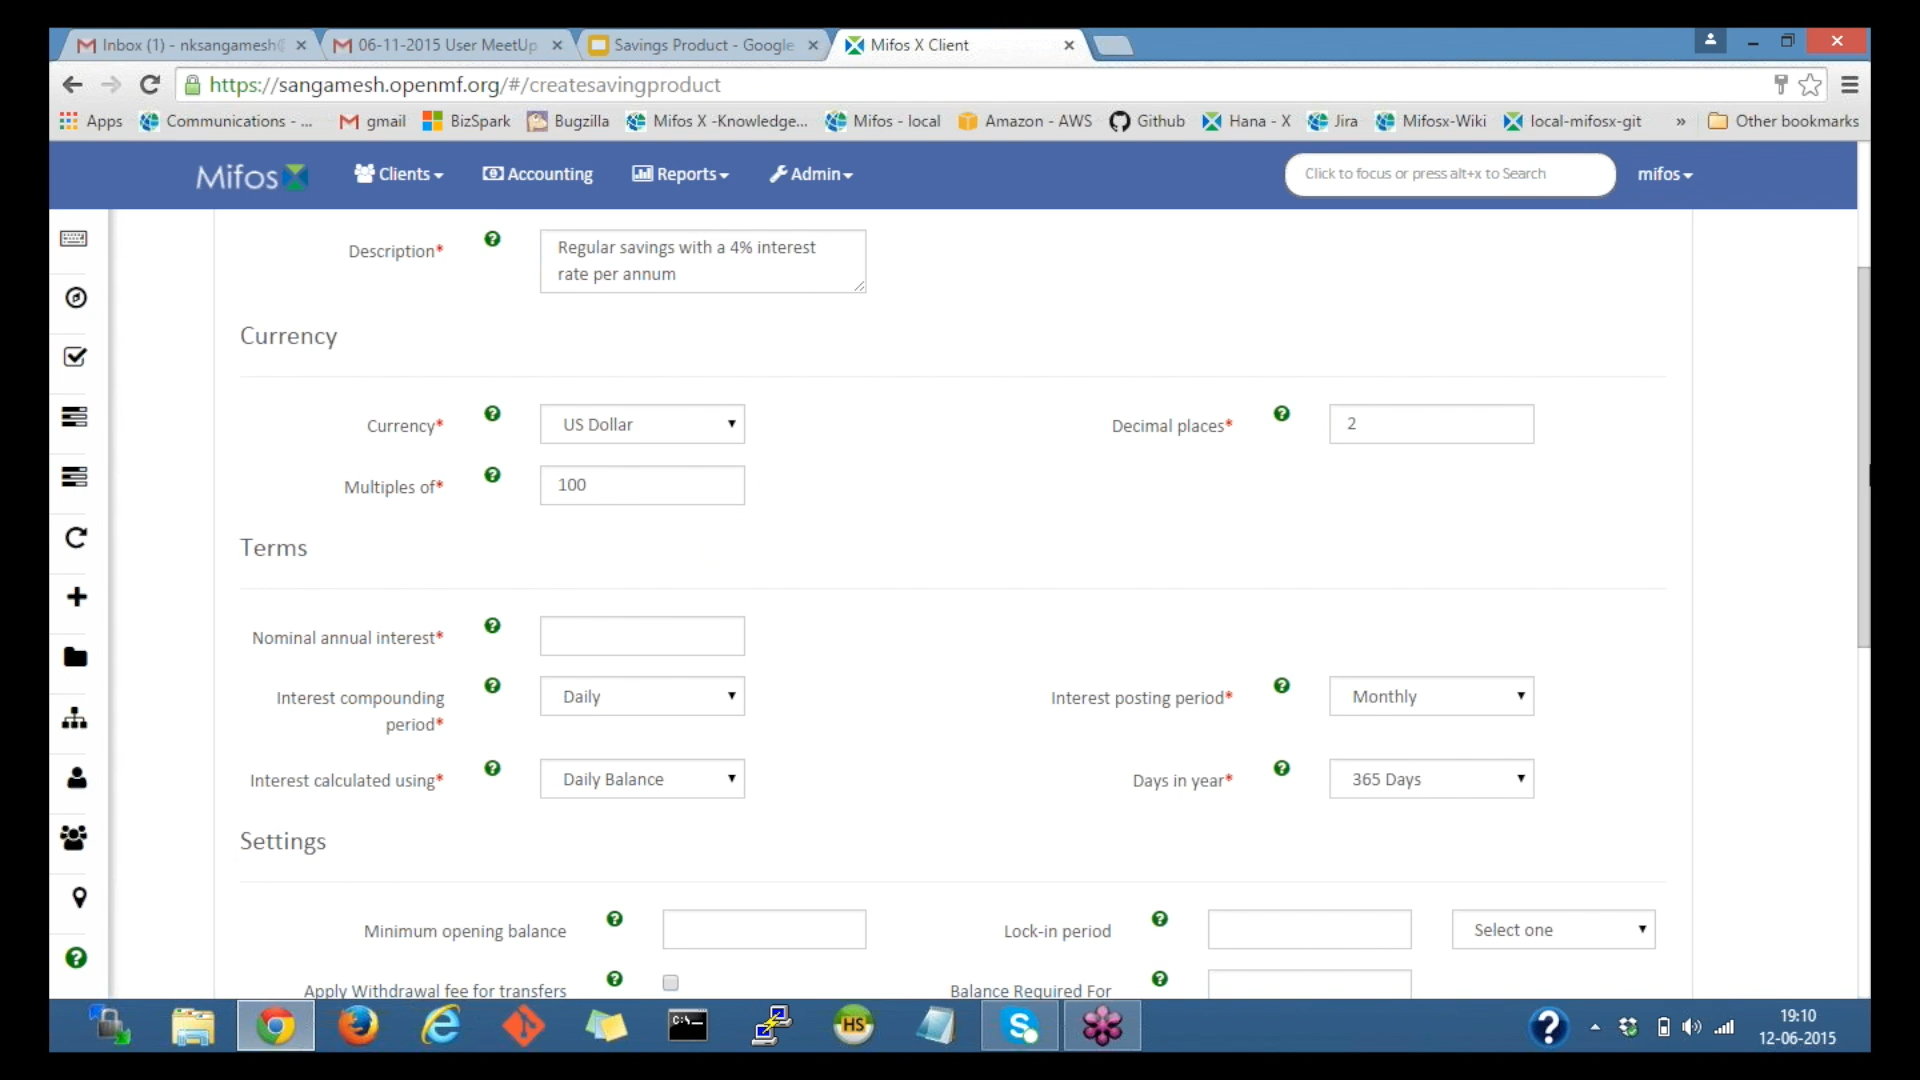 Inbox (1) - nksangamesh@
06-11-2015 User MeetUp
Savings Product - Google
Mifos X Client
https://sangamesh.openmf.org/#/createsavingproduct
Apps
Communications - ...
gmail
BizSpark
Bugzilla
Mifos X -Knowledge...
Mifos - local
Amazon - AWS
Github
Hana - X
Jira
Mifosx-Wiki
local-mifosx-git
»
Other bookmarks
Mifos
Clients
Accounting
Reports
Admin
Click to focus or press alt+x to Search
mifos
Description*
Regular savings with a 4% interest
rate per annum
Currency
Currency*
US Dollar
Decimal places*
2
Multiples of*
100
Terms
Nominal annual interest*
Interest compounding
period*
Daily
Interest posting period*
Monthly
Interest calculated using*
Daily Balance
Days in year*
365 Days
Settings
Minimum opening balance
Lock-in period
Select one
Apply Withdrawal fee for transfers
Balance Required For
C:\_
HS
19:10
12-06-2015